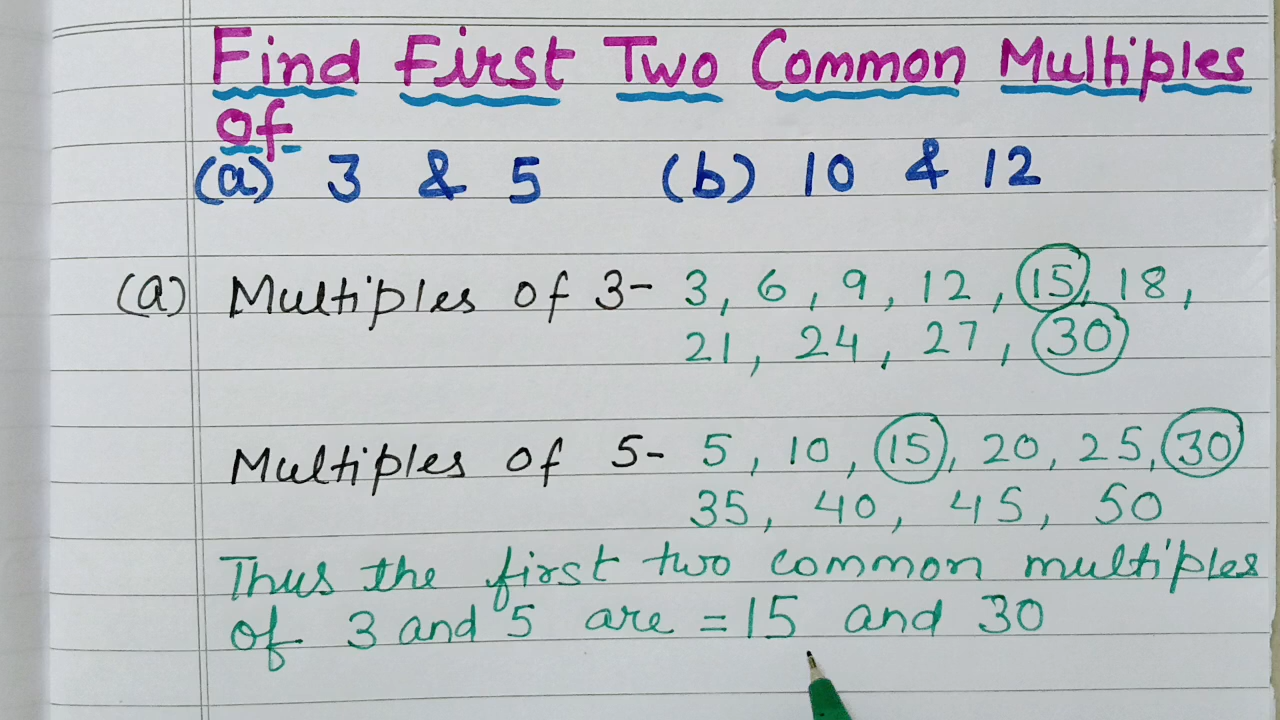 Find First Two Common Multiples
of
(a) 3 & 5 (b) 10 & 12
(a) Multiples of 3- 3, 6, 9, 12, 15, 18,
21, 24, 27, 30
Multiples of 5- 5, 10, 15, 20, 25, 30
35, 40, 45, 50
Thus the first two common multiples
of 3 and 5 are = 15 and 30